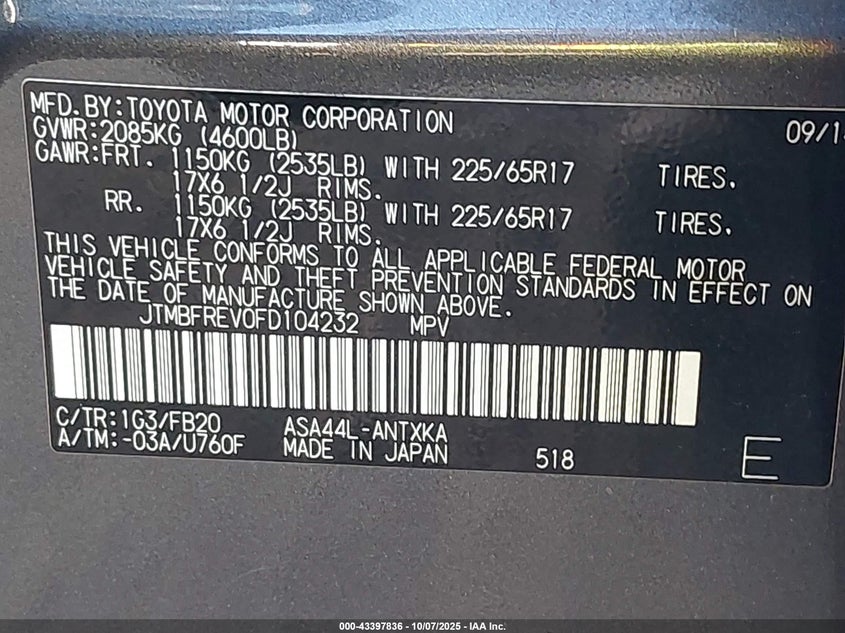 MFD. BY: TOYOTA MOTOR CORPORATION 09/1
GVWR: 2085KG (4600LB)
GAWR: FRT. 1150KG (2535LB) WITH 225/65R17 TIRES.
17X6 1/2J RIMS.
RR. 1150KG (2535LB) WITH 225/65R17 TIRES.
17X6 1/2J RIMS.
THIS VEHICLE CONFORMS TO ALL APPLICABLE FEDERAL MOTOR
VEHICLE SAFETY AND THEFT PREVENTION STANDARDS IN EFFECT ON
THE DATE OF MANUFACTURE SHOWN ABOVE.
JTMBFREV0FD104232 MPV
C/TR: 1G3/FB20 ASA44L-ANTXKA
A/TM: -03A/U760F MADE IN JAPAN 518 E
000-43397836 - 10/07/2025 - IAA Inc.